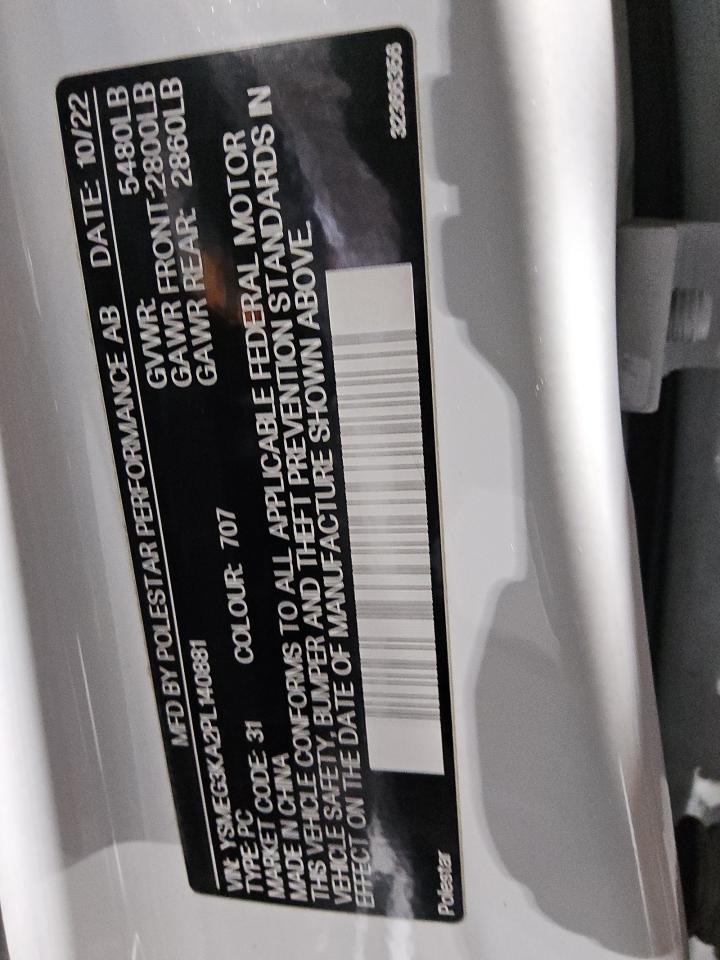 MFD BY POLESTAR PERFORMANCE AB DATE: 10/22
GVWR: 5480LB
GAWR FRONT:2800LB
GAWR REAR: 2860LB
VIN: YSMEG3KA2PL140881
TYPE: PC
MARKET CODE: 31 COLOUR: 707
MADE IN CHINA
THIS VEHICLE CONFORMS TO ALL APPLICABLE FEDERAL MOTOR
VEHICLE SAFETY, BUMPER AND THEFT PREVENTION STANDARDS IN
EFFECT ON THE DATE OF MANUFACTURE SHOWN ABOVE.
Polestar